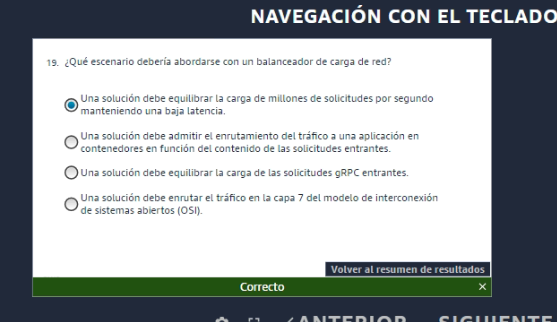 NAVEGACIÓN CON EL TECLADO
19. ¿Qué escenario debería abordarse con un balanceador de carga de red?
Una solución debe equilibrar la carga de millones de solicitudes por segundo
manteniendo una baja latencia.
Una solución debe admitir el enrutamiento del tráfico a una aplicación en
contenedores en función del contenido de las solicitudes entrantes.
Una solución debe equilibrar la carga de las solicitudes gRPC entrantes.
Una solución debe enrutar el tráfico en la capa 7 del modelo de interconexión
de sistemas abiertos (OSI).
Volver al resumen de resultados
Correcto ×
ANTERIOR SIGUIENTE